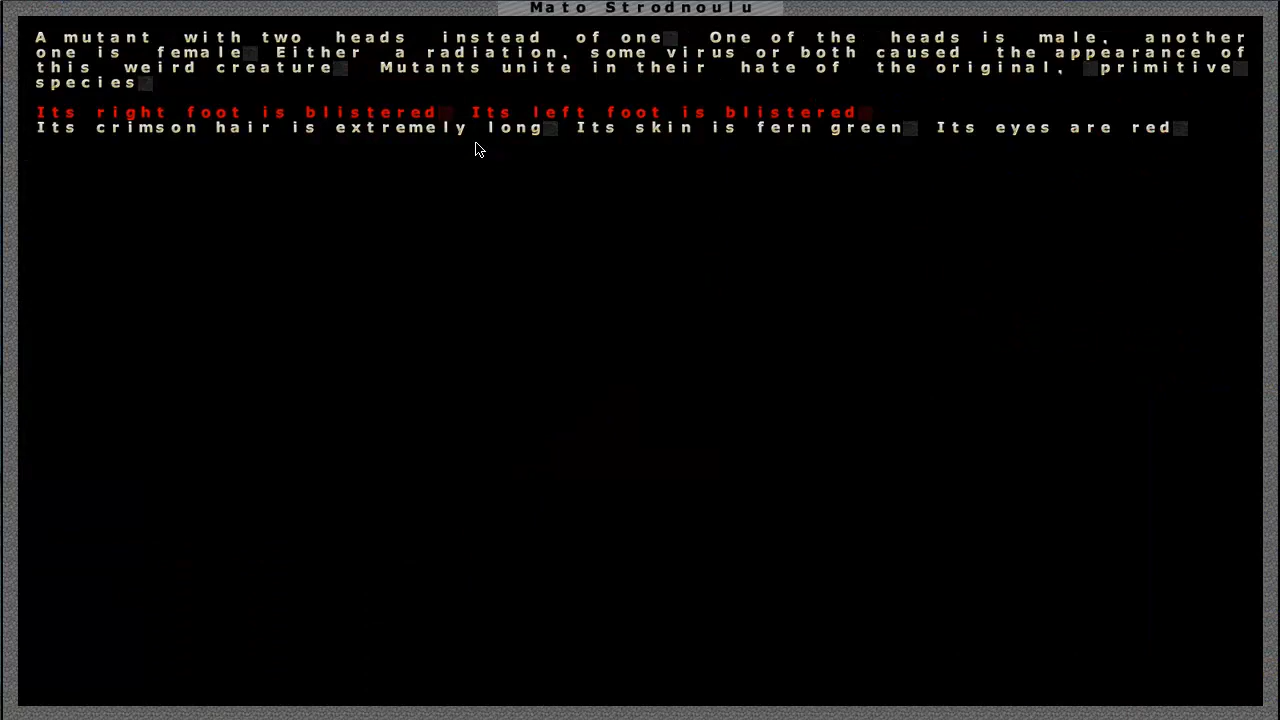 Mato Strodnoulu
A mutant with two heads instead of one. One of the heads is male, another
one is female. Either a radiation, some virus or both caused the appearance of
this weird creature. Mutants unite in their hate of the original, "primitive"
species.
Its right foot is blistered. Its left foot is blistered.
Its crimson hair is extremely long. Its skin is fern green. Its eyes are red.